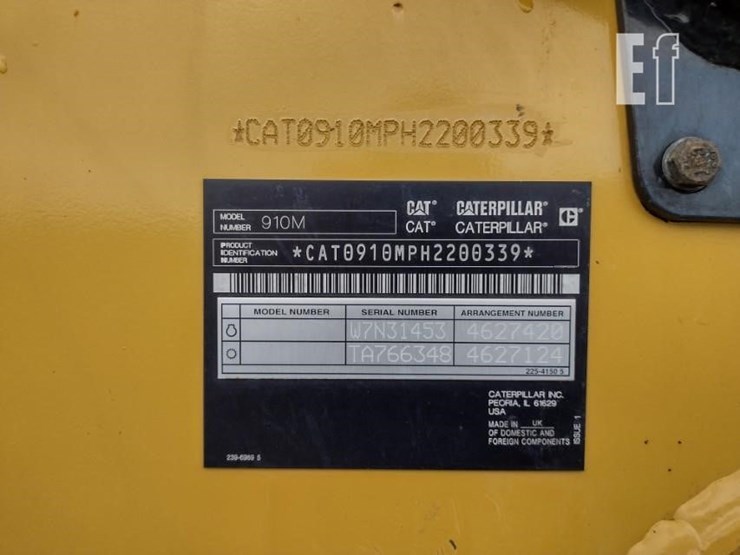 Ef
*CAT0910MPH2200339*
MODEL NUMBER 910M
CAT® CATERPILLAR®
CAT® CATERPILLAR®
PRODUCT IDENTIFICATION NUMBER *CAT0910MPH2200339*
MODEL NUMBER SERIAL NUMBER ARRANGEMENT NUMBER
W7N31453 4627420
TA766348 4627124
225-4150 5
CATERPILLAR INC.
PEORIA, IL 61629
USA
MADE IN UK
OF DOMESTIC AND
FOREIGN COMPONENTS
ISSUE 1
239-6969 5